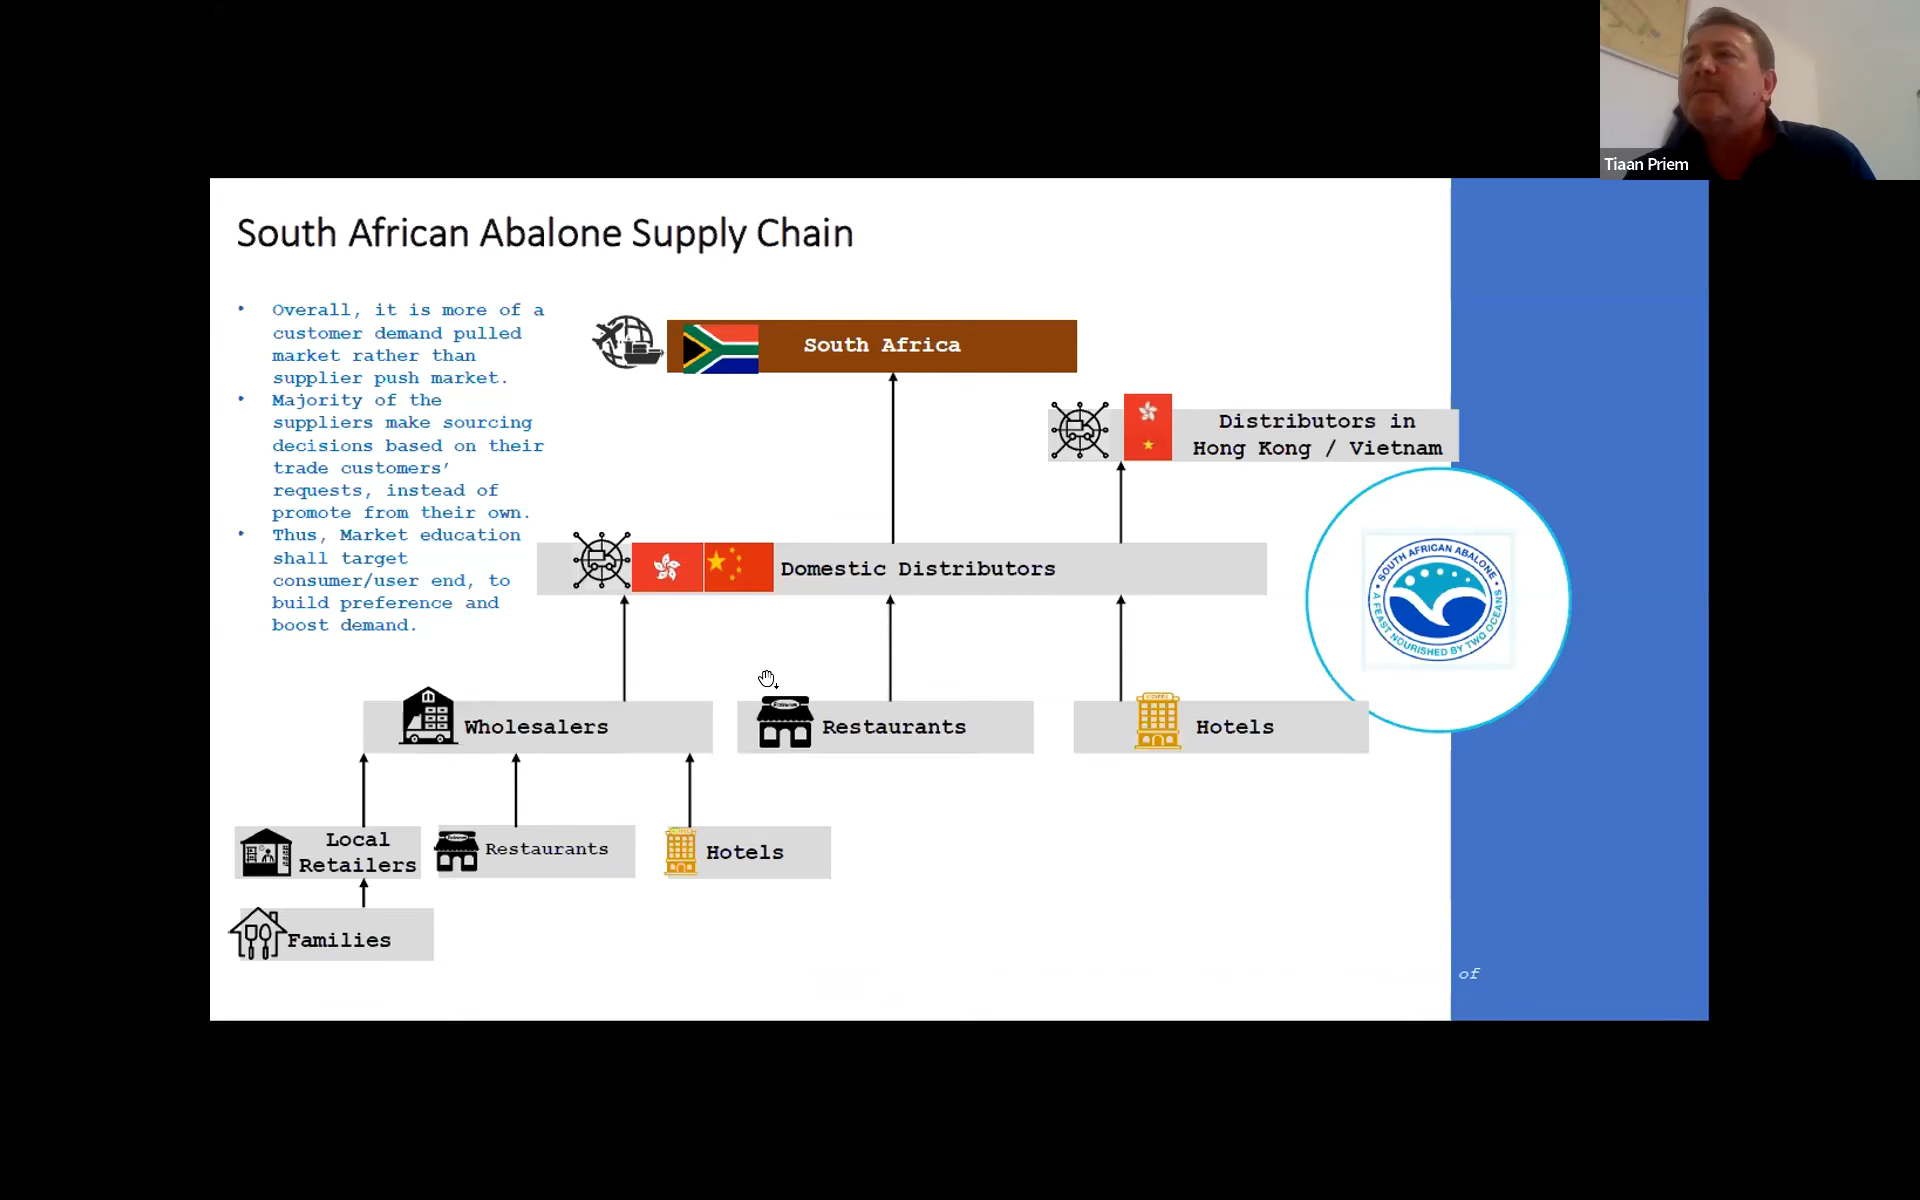 Tiaan Priem
South African Abalone Supply Chain
• Overall, it is more of a
customer demand pulled
market rather than
supplier push market.
• Majority of the
suppliers make sourcing
decisions based on their
trade customers’
requests, instead of
promote from their own.
• Thus, Market education
shall target
consumer/user end, to
build preference and
boost demand.
South Africa
Distributors in
Hong Kong / Vietnam
Domestic Distributors
SOUTH AFRICAN ABALONE
A FEAST NOURISHED BY TWO OCEANS
Wholesalers
Restaurants
Hotels
Local
Retailers
Restaurants
Hotels
Families
of